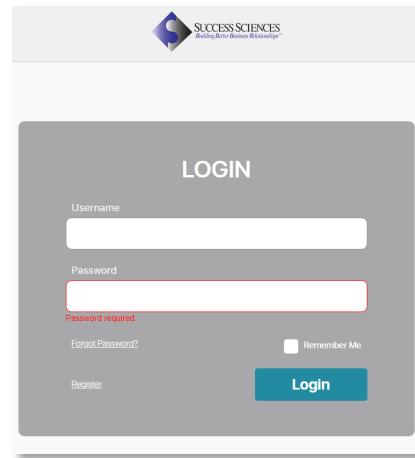 SUCCESS SCIENCES
Building Better Business Relationships™
LOGIN
Username
Password
Password required.
Forgot Password?
Remember Me
Register
Login